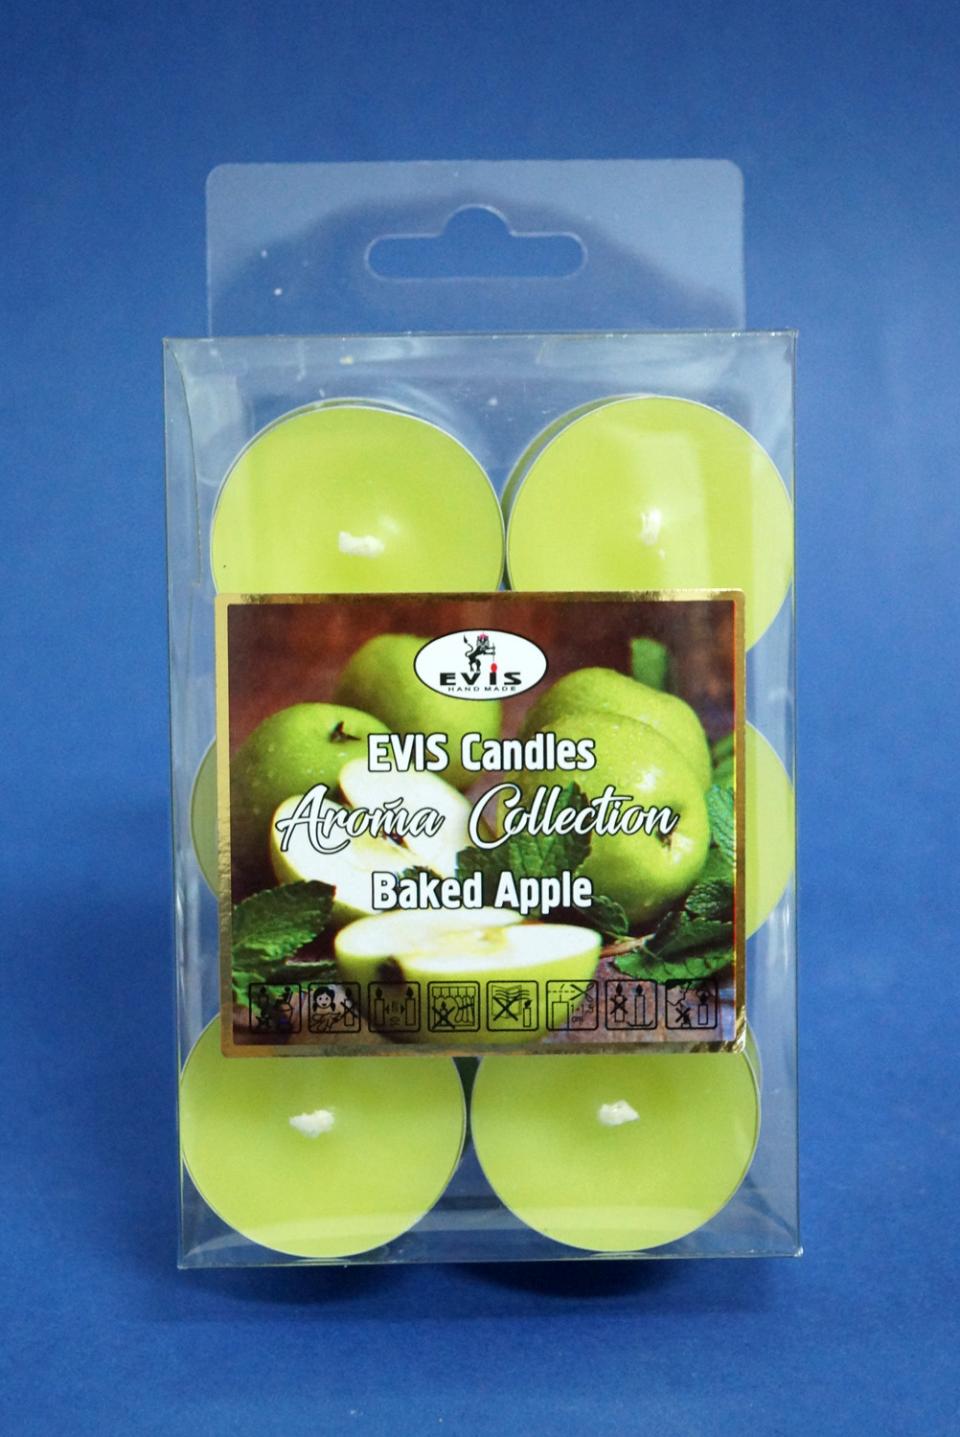 EVIS
HAND MADE
EVIS Candles
Aroma Collection
Baked Apple